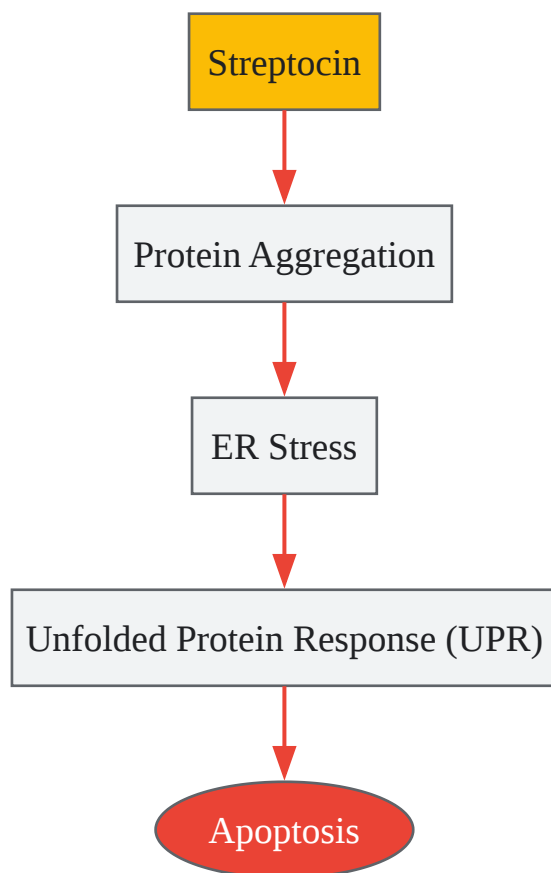 Streptocin
Protein Aggregation
ER Stress
Unfolded Protein Response (UPR)
Apoptosis